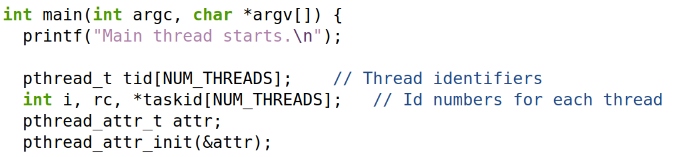 int main(int argc, char *argv[]) {
  printf("Main thread starts.\n");

  pthread_t tid[NUM_THREADS];    // Thread identifiers
  int i, rc, *taskid[NUM_THREADS];   // Id numbers for each thread
  pthread_attr_t attr;
  pthread_attr_init(&attr);